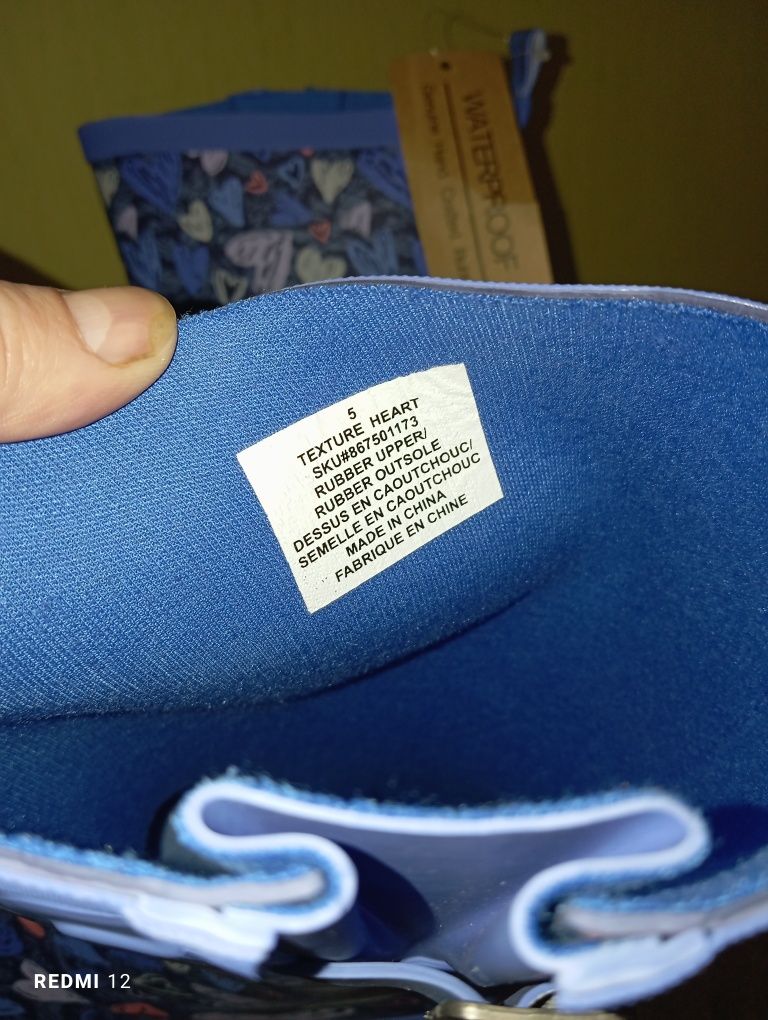 WATERPROOF
5
TEXTURE HEART
SKU#867501173
RUBBER UPPER/
RUBBER OUTSOLE
DESSUS EN CAOUTCHOUC/
SEMELLE EN CAOUTCHOUC
MADE IN CHINA
FABRIQUE EN CHINE
REDMI 12